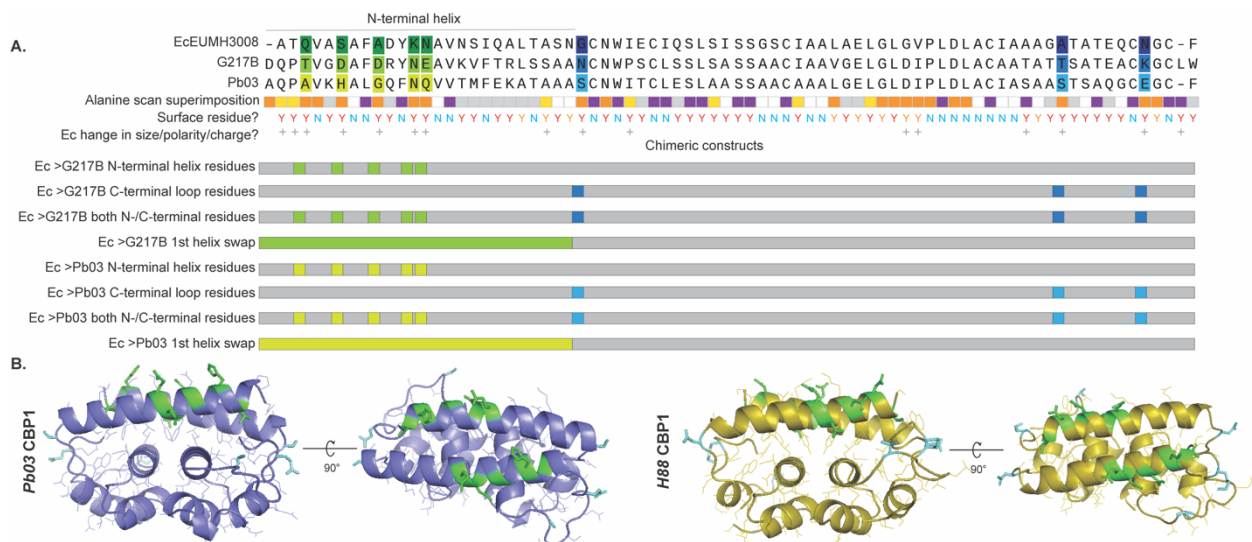 A.
N-terminal helix
EcEUMH3008 -ATQVASAFADYKNAVNSIQALTASNGCNWIECIQSLSISSGSCIAALAELGLGVPLDLACIAAAGATATEQCNGC-F
G217B DQPTVGDAFDRYNEAVKVFTRLSSAANCNWPSCLSSLSISSASCIAALGELGLDIPLDLACIAAATSATEACKGCLW
Pb03 AQPAVKHALGQFNQVVTMFEKATAAASCNWPTCLESLAASSAACAAALGELGLDIPLDLACIASAASSTSAQGCEGC-F
Alanine scan superimposition
Surface residue?
Ec hange in size/polarity/charge?
Chimeric constructs
Ec >G217B N-terminal helix residues
Ec >G217B C-terminal loop residues
Ec >G217B both N-/C-terminal residues
Ec >G217B 1st helix swap
Ec >Pb03 N-terminal helix residues
Ec >Pb03 C-terminal loop residues
Ec >Pb03 both N-/C-terminal residues
Ec >Pb03 1st helix swap
B.
Pb03 CBP1
90°
H88 CBP1
90°